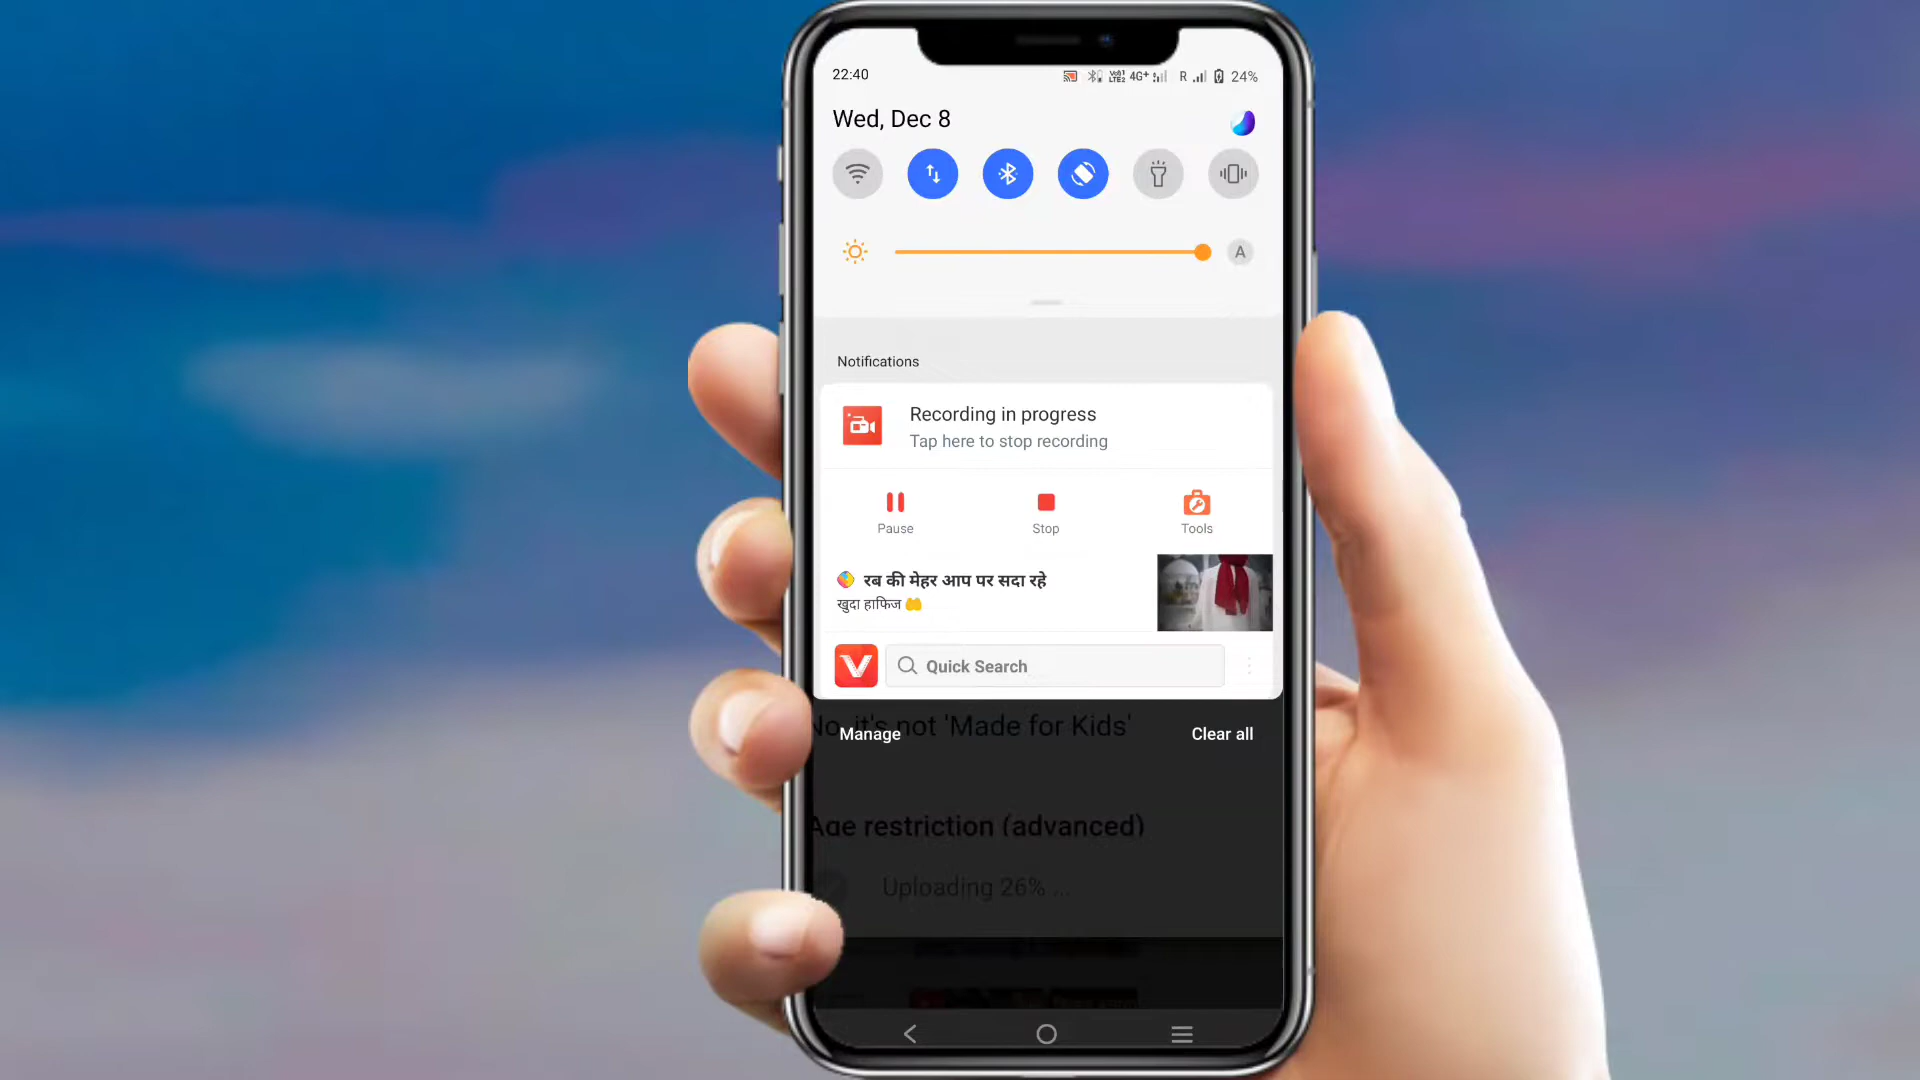 22:40
4G+ R 24%
Wed, Dec 8
A
Notifications
Recording in progress
Tap here to stop recording
Pause Stop Tools
रब की मेहर आप पर सदा रहे
खुदा हाफिज
Quick Search
No, it's not 'Made for Kids'
Manage Clear all
Age restriction (advanced)
Uploading 26% ...